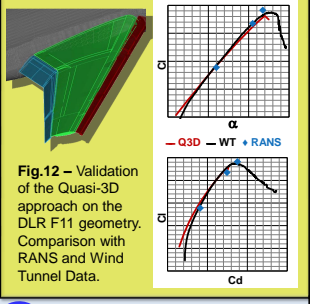 Cl
α
Q3D WT RANS
Cl
Cd
Fig.12 – Validation
of the Quasi-3D
approach on the
DLR F11 geometry.
Comparison with
RANS and Wind
Tunnel Data.